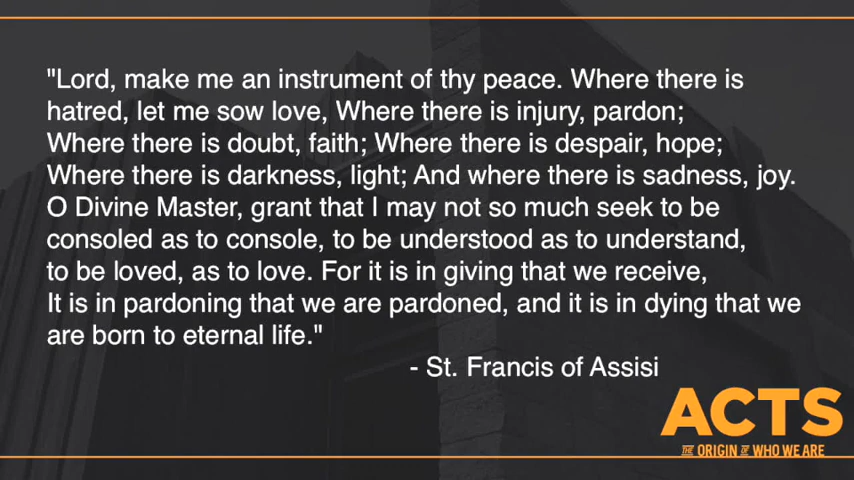 "Lord, make me an instrument of thy peace. Where there is
hatred, let me sow love, Where there is injury, pardon;
Where there is doubt, faith; Where there is despair, hope;
Where there is darkness, light; And where there is sadness, joy.
O Divine Master, grant that I may not so much seek to be
consoled as to console, to be understood as to understand,
to be loved, as to love. For it is in giving that we receive,
It is in pardoning that we are pardoned, and it is in dying that we
are born to eternal life."
- St. Francis of Assisi
ACTS
THE ORIGIN OF WHO WE ARE